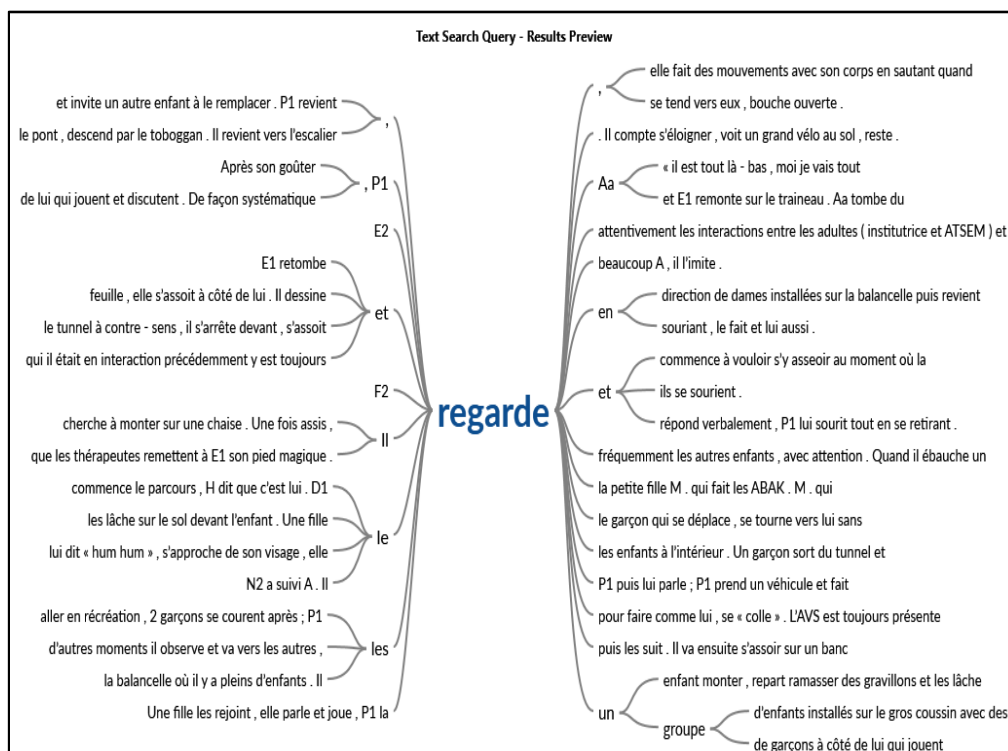 Text Search Query - Results Preview
et invite un autre enfant à le remplacer . P1 revient
le pont , descend par le toboggan . Il revient vers l'escalier
,
Après son goûter
de lui qui jouent et discutent . De façon systématique
, P1
E2
E1 retombe
feuille , elle s'assoit à côté de lui . Il dessine
le tunnel à contre - sens , il s'arrête devant , s'assoit
qui il était en interaction précédemment y est toujours
et
F2
cherche à monter sur une chaise . Une fois assis ,
que les thérapeutes remettent à E1 son pied magique .
Il
commence le parcours , H dit que c'est lui . D1
les lâche sur le sol devant l'enfant . Une fille
lui dit « hum hum » , s'approche de son visage , elle
N2 a suivi A . Il
le
aller en récréation , 2 garçons se courent après ; P1
d'autres moments il observe et va vers les autres ,
la balancelle où il y a pleins d'enfants . Il
les
Une fille les rejoint , elle parle et joue , P1 la
regarde
,
elle fait des mouvements avec son corps en sautant quand
se tend vers eux , bouche ouverte .
. Il compte s'éloigner , voit un grand vélo au sol , reste .
Aa
« il est tout là - bas , moi je vais tout
et E1 remonte sur le traineau . Aa tombe du
attentivement les interactions entre les adultes ( institutrice et ATSEM ) et
beaucoup A , il l'imite .
en
direction de dames installées sur la balancelle puis revient
souriant , le fait et lui aussi .
et
commence à vouloir s'y asseoir au moment où la
ils se sourient .
répond verbalement , P1 lui sourit tout en se retirant .
fréquemment les autres enfants , avec attention . Quand il ébauche un
la petite fille M . qui fait les ABAK . M . qui
le garçon qui se déplace , se tourne vers lui sans
les enfants à l'intérieur . Un garçon sort du tunnel et
P1 puis lui parle ; P1 prend un véhicule et fait
pour faire comme lui , se « colle » . L'AVS est toujours présente
puis les suit . Il va ensuite s'assoir sur un banc
un
enfant monter , repart ramasser des gravillons et les lâche
groupe
d'enfants installés sur le gros coussin avec des
de garçons à côté de lui qui jouent